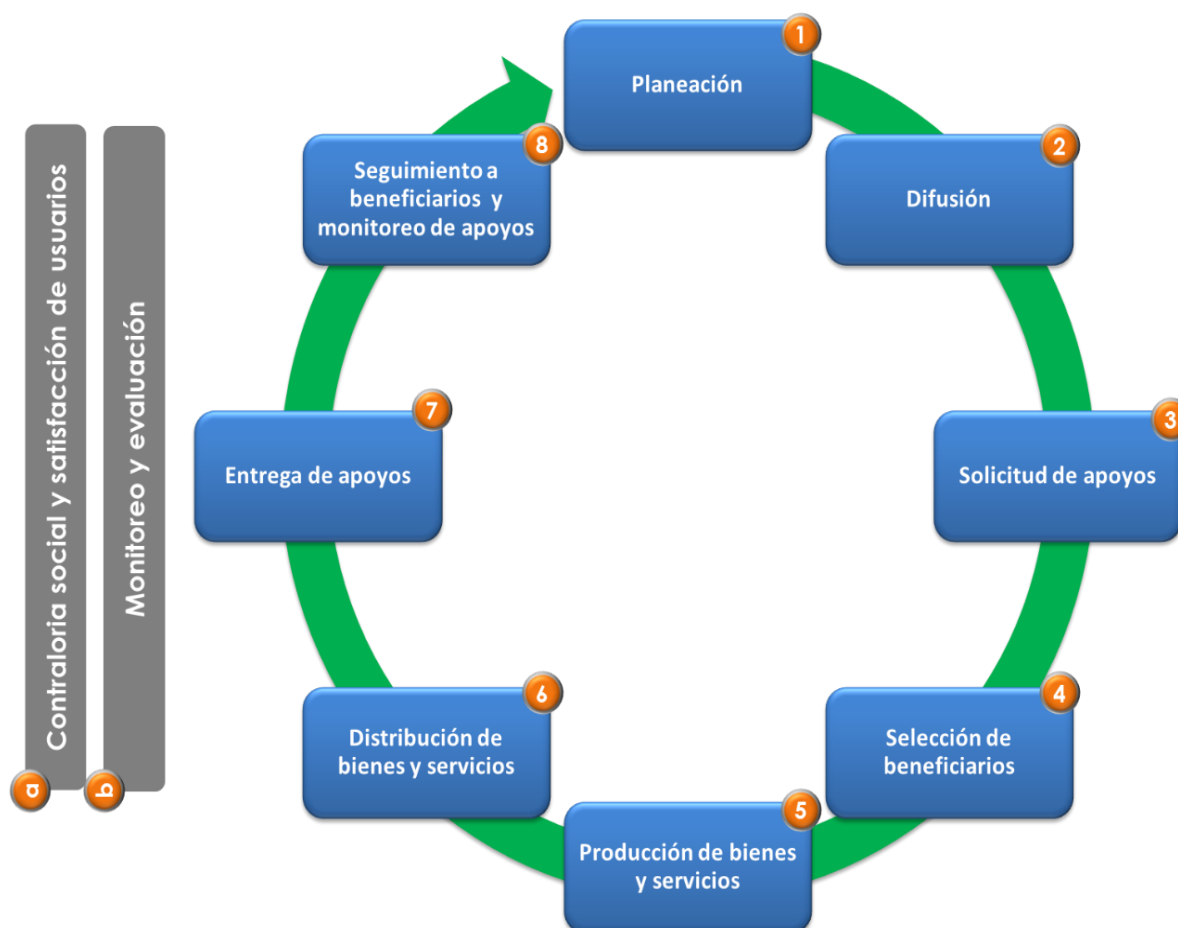 1
Planeación
2
Difusión
3
Solicitud de apoyos
4
Selección de
beneficiarios
5
Producción de bienes
y servicios
6
Distribución de
bienes y servicios
7
Entrega de apoyos
8
Seguimiento a
beneficiarios y
monitoreo de apoyos
a
Contraloria social y satisfacción de usuarios
b
Monitoreo y evaluación